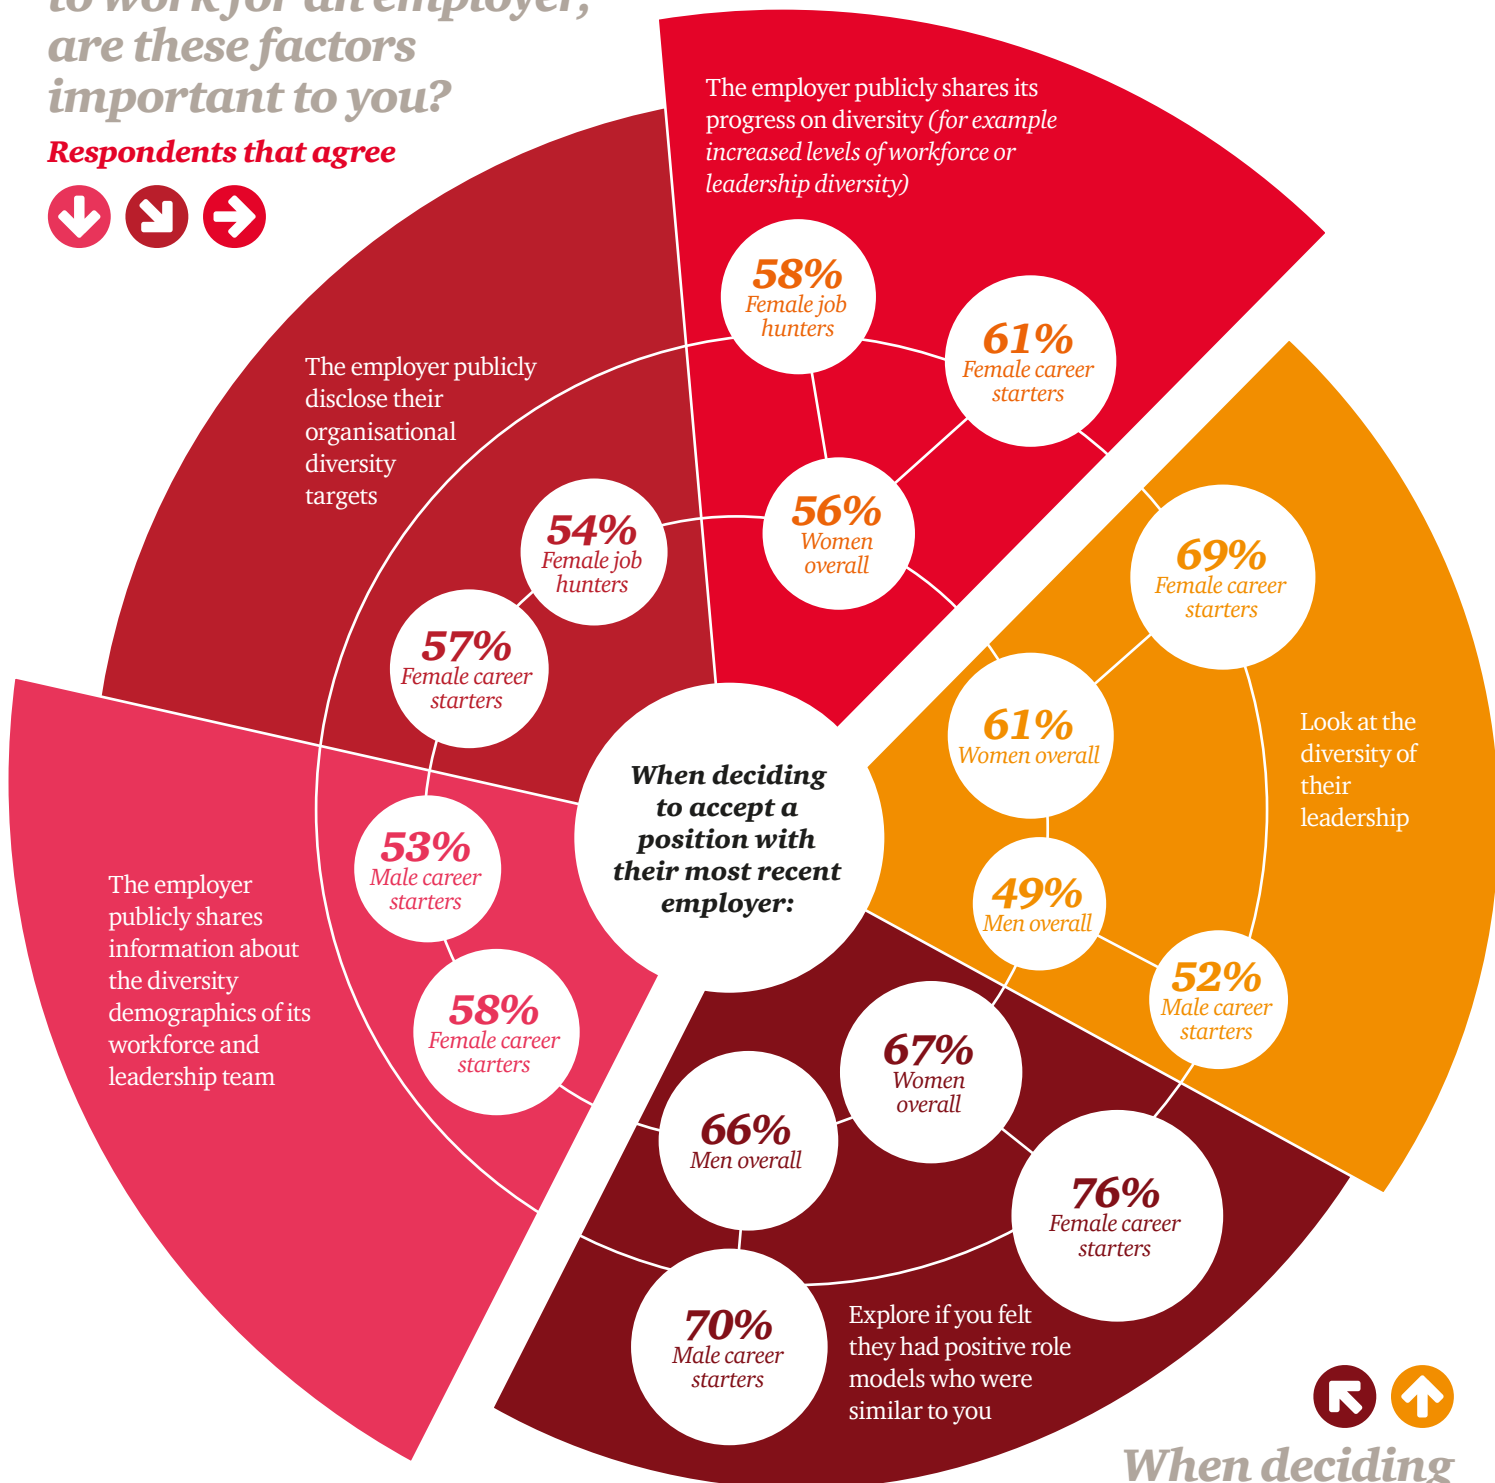 to work for an employer,
are these factors
important to you?
Respondents that agree
The employer publicly shares its
progress on diversity (for example
increased levels of workforce or
leadership diversity)
58%
Female job
hunters
61%
Female career
starters
56%
Women
overall
The employer publicly
disclose their
organisational
diversity
targets
54%
Female job
hunters
57%
Female career
starters
69%
Female career
starters
61%
Women overall
49%
Men overall
52%
Male career
starters
Look at the
diversity of
their
leadership
When deciding
to accept a
position with
their most recent
employer:
The employer
publicly shares
information about
the diversity
demographics of its
workforce and
leadership team
53%
Male career
starters
58%
Female career
starters
67%
Women
overall
66%
Men overall
76%
Female career
starters
70%
Male career
starters
Explore if you felt
they had positive role
models who were
similar to you
When deciding